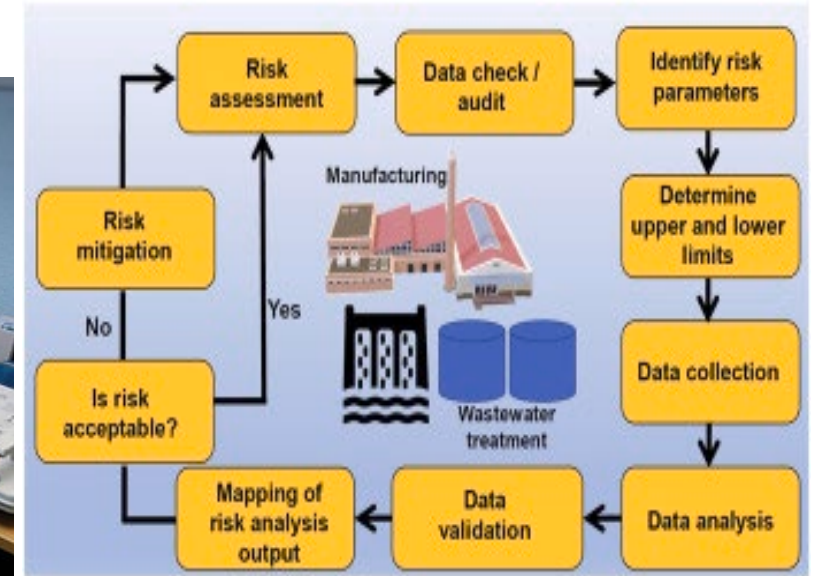 Risk
assessment
Data check /
audit
Identify risk
parameters
Determine
upper and lower
limits
Data collection
Data analysis
Data
validation
Mapping of
risk analysis
output
Is risk
acceptable?
No
Yes
Risk
mitigation
Manufacturing
Wastewater
treatment